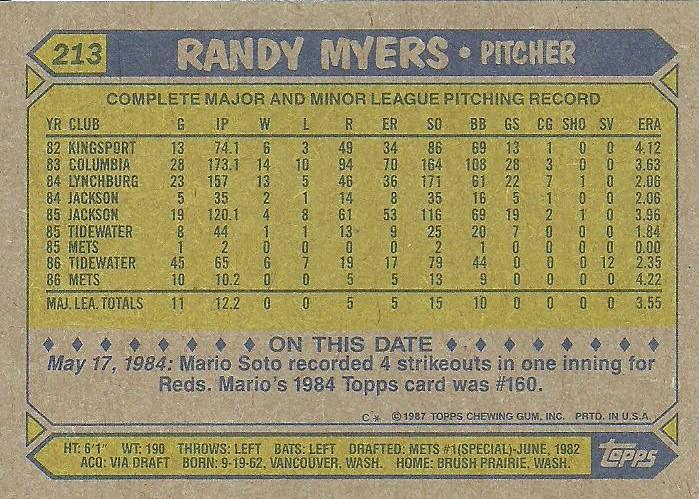 213 RANDY MYERS • PITCHER
COMPLETE MAJOR AND MINOR LEAGUE PITCHING RECORD
YR CLUB G IP W L R ER SO BB GS CG SHO SV ERA
82 KINGSPORT 13 74.1 6 3 49 34 86 69 13 1 0 0 4.12
83 COLUMBIA 28 173.1 14 10 94 70 164 108 28 3 0 0 3.63
84 LYNCHBURG 23 157 13 5 46 36 171 61 22 7 1 0 2.06
84 JACKSON 5 35 2 1 14 8 35 16 5 1 0 0 2.06
85 JACKSON 19 120.1 4 8 61 53 116 69 19 2 1 0 3.96
85 TIDEWATER 8 44 1 1 13 9 25 20 7 0 0 0 1.84
85 METS 1 2 0 0 0 0 2 1 0 0 0 0 0.00
86 TIDEWATER 45 65 6 7 19 17 79 44 0 0 0 12 2.35
86 METS 10 10.2 0 0 5 5 13 9 0 0 0 0 4.22
MAJ. LEA. TOTALS 11 12.2 0 0 5 5 15 10 0 0 0 0 3.55
ON THIS DATE
May 17, 1984: Mario Soto recorded 4 strikeouts in one inning for
Reds. Mario's 1984 Topps card was #160.
C* © 1987 TOPPS CHEWING GUM, INC. PRTD. IN U.S.A.
HT: 6'1" WT: 190 THROWS: LEFT BATS: LEFT DRAFTED: METS #1(SPECIAL)-JUNE, 1982
ACQ: VIA DRAFT BORN: 9-19-62, VANCOUVER, WASH. HOME: BRUSH PRAIRIE, WASH.
TOPPS